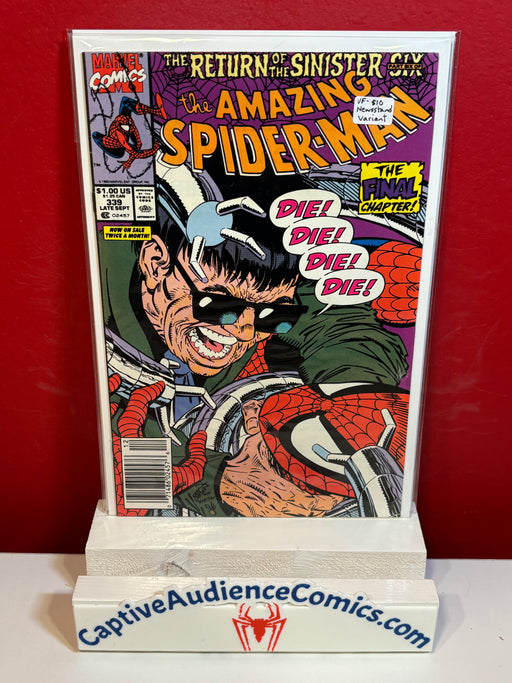 MARVEL
COMICS
THE RETURN OF THE SINISTER SIX
PART SIX OF
the AMAZING
SPIDER-MAN
VF- $10
Newsstand
Variant
$1.00 US
$1.25 CAN
339
LATE SEPT
02457
APPROVED
BY THE
COMICS
CODE
AUTHORITY
NOW ON SALE
TWICE A MONTH!
THE
FINAL
CHAPTER!
DIE!
DIE!
DIE!
DIE!
12
CaptiveAudienceComics.com